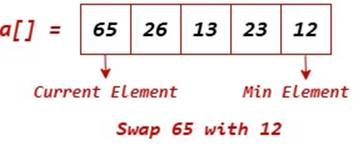 a[] = 65 26 13 23 12
Current Element Min Element
Swap 65 with 12